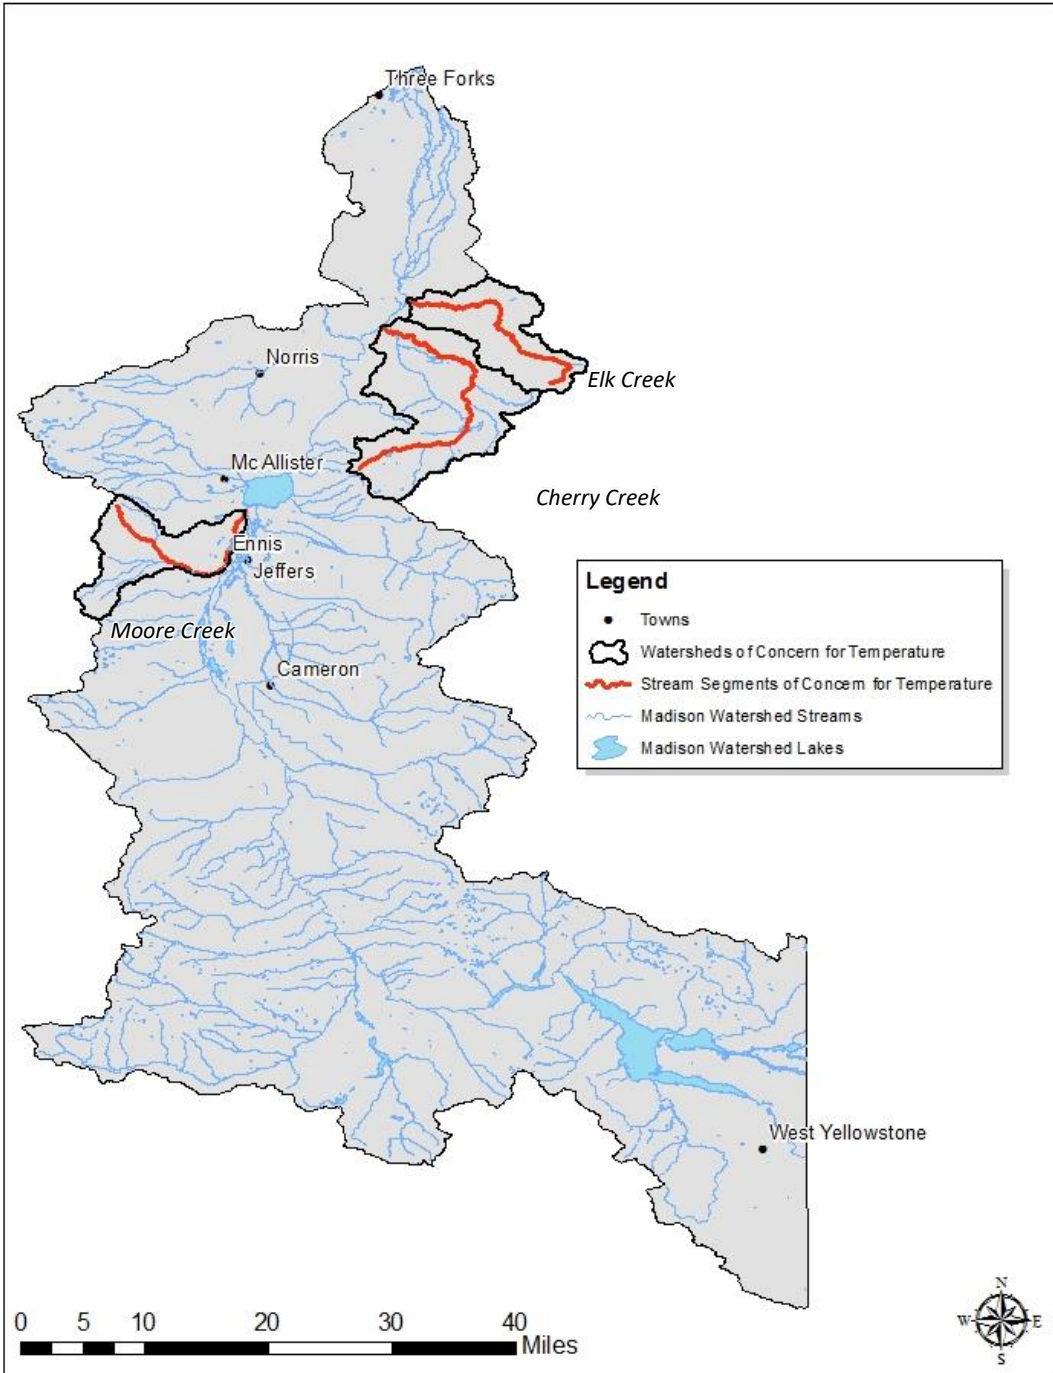 Three Forks
Norris
Elk Creek
Mc Allister
Cherry Creek
Ennis
Jeffers
Moore Creek
Cameron
Legend
Towns
Watersheds of Concern for Temperature
Stream Segments of Concern for Temperature
Madison Watershed Streams
Madison Watershed Lakes
West Yellowstone
0 5 10 20 30 40
Miles
N
W E
S